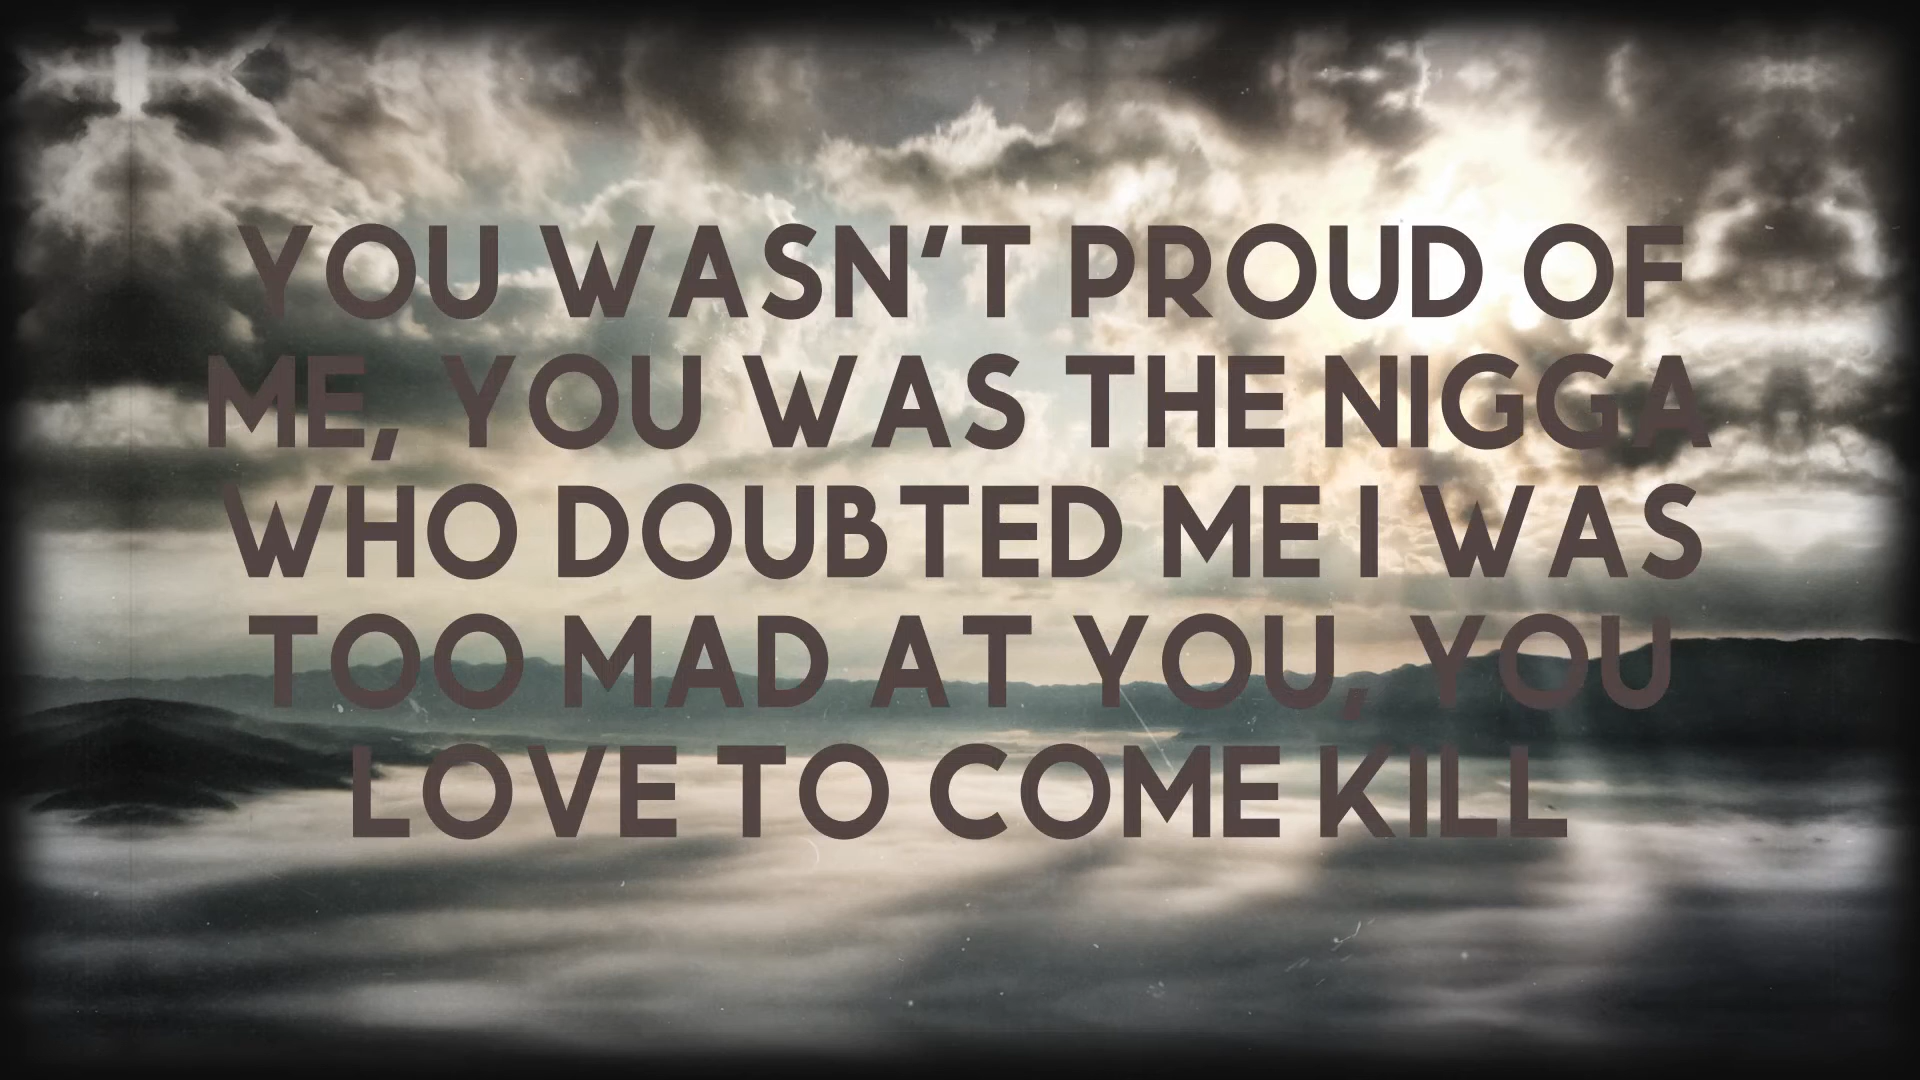 YOU WASN'T PROUD OF
ME, YOU WAS THE NIGGA
WHO DOUBTED ME I WAS
TOO MAD AT YOU, YOU
LOVE TO COME KILL